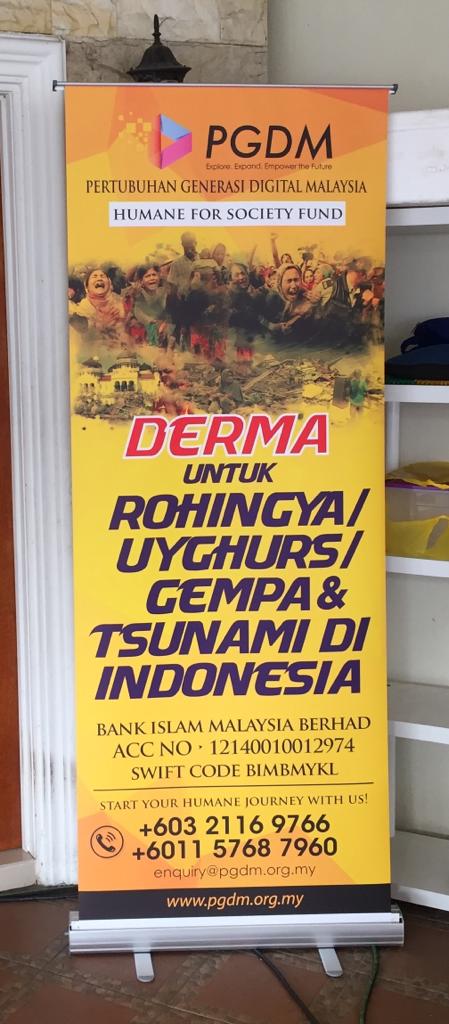 PGDM
Explore. Expand. Empower the Future
PERTUBUHAN GENERASI DIGITAL MALAYSIA
HUMANE FOR SOCIETY FUND
DERMA
UNTUK
ROHINGYA/
UYGHURS/
GEMPA &
TSUNAMI DI
INDONESIA
BANK ISLAM MALAYSIA BERHAD
ACC NO · 12140010012974
SWIFT CODE BIMBMYKL
START YOUR HUMANE JOURNEY WITH US!
+603 2116 9766
+6011 5768 7960
enquiry@pgdm.org.my
www.pgdm.org.my